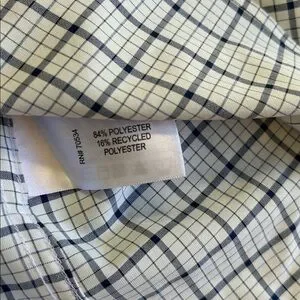 RN# 70534
84% POLYESTER
16% RECYCLED
POLYESTER